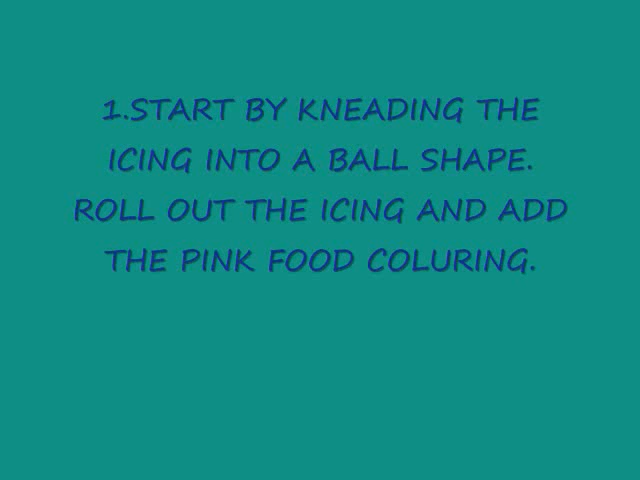 1.START BY KNEADING THE
ICING INTO A BALL SHAPE.
ROLL OUT THE ICING AND ADD
THE PINK FOOD COLURING.